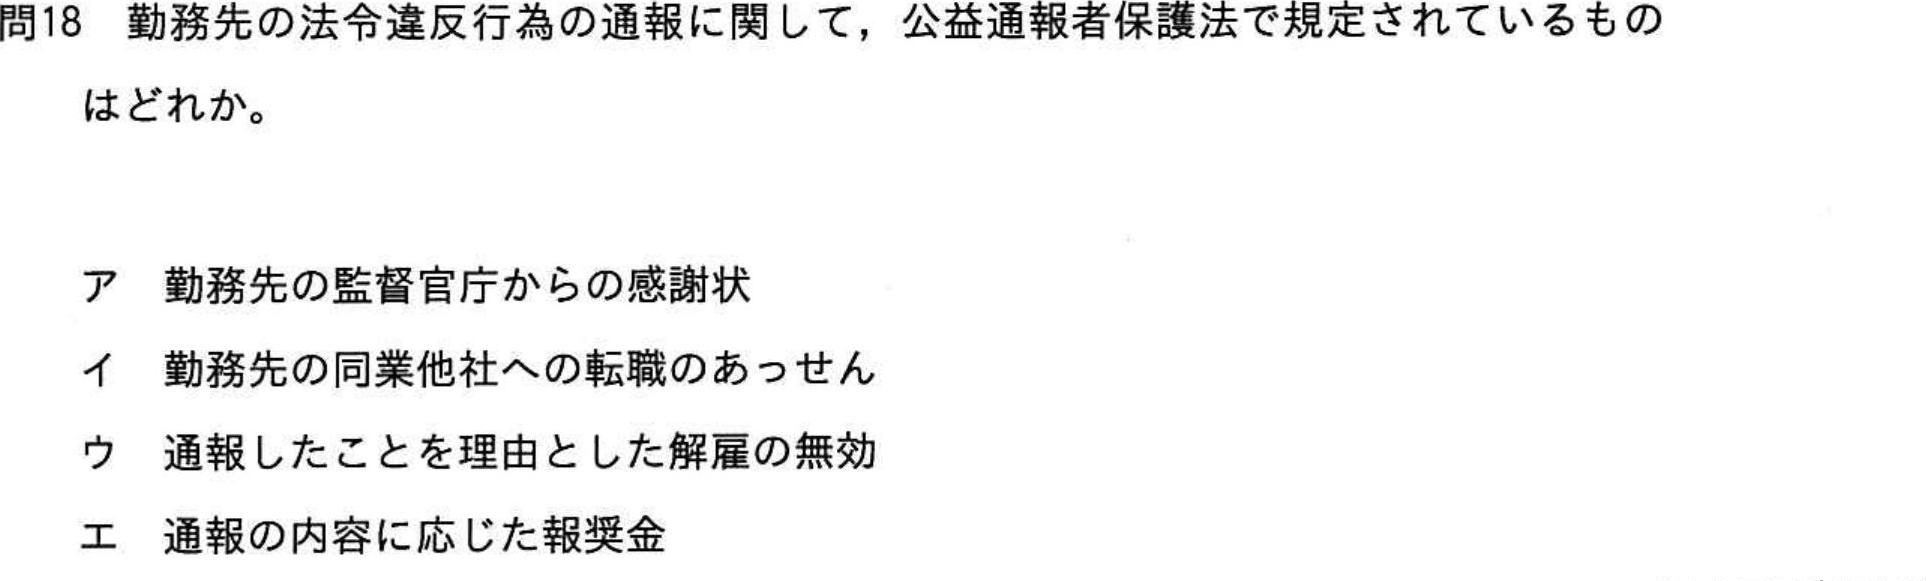 問18 勤務先の法令違反行為の通報に関して，公益通報者保護法で規定されているもの
はどれか。
ア 勤務先の監督官庁からの感謝状
イ 勤務先の同業他社への転職のあっせん
ウ 通報したことを理由とした解雇の無効
エ 通報の内容に応じた報奨金